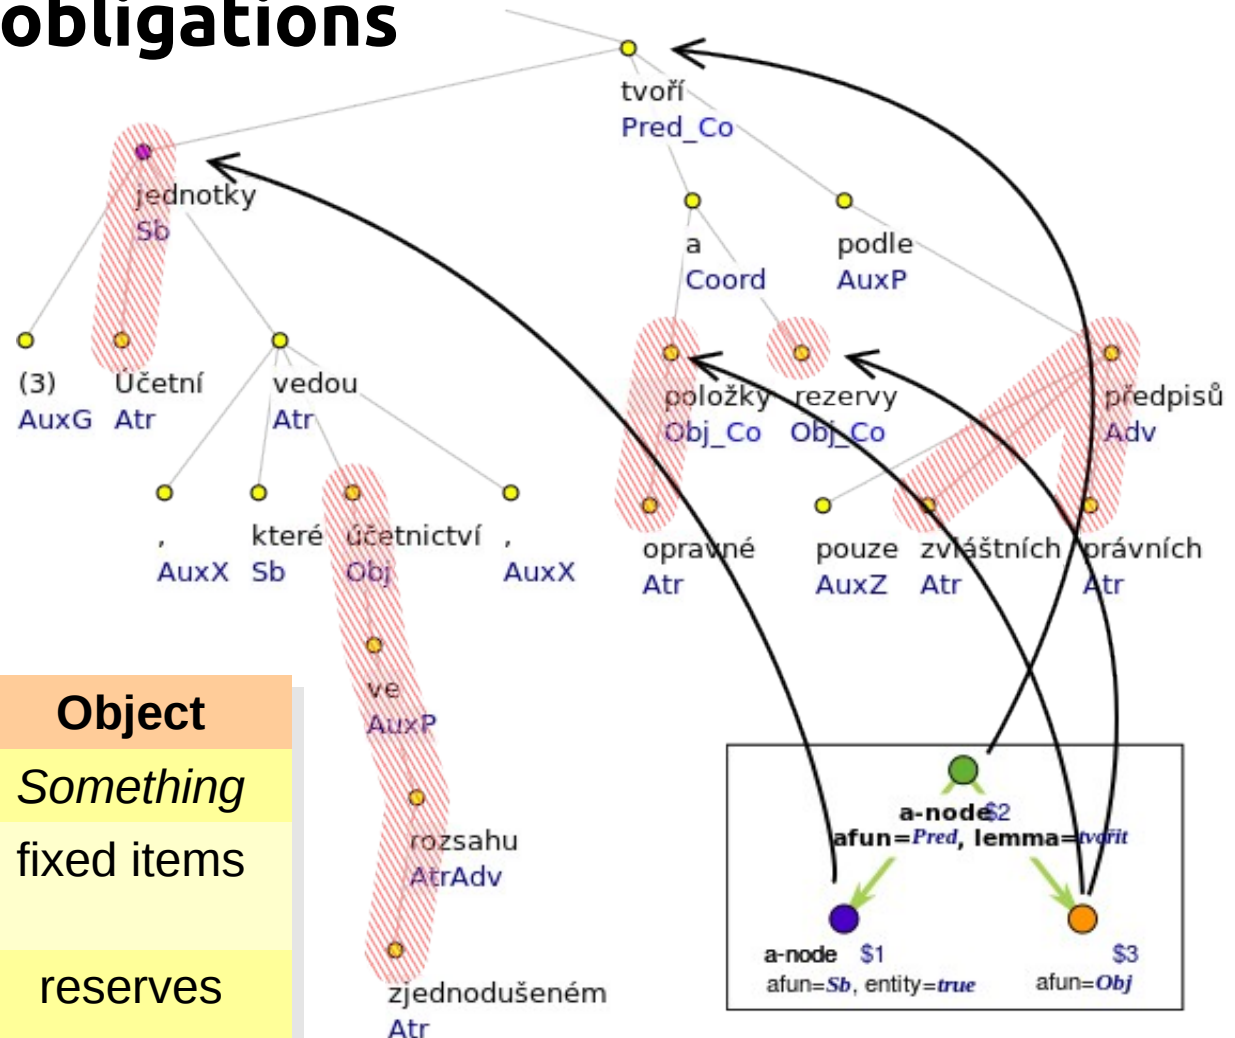 obligations
tvoří
Pred_Co
jednotky
Sb
a
Coord
podle
AuxP
(3)
AuxG
Účetní
Atr
vedou
Atr
položky
Obj_Co
rezervy
Obj_Co
předpisů
Adv
,
AuxX
které
Sb
účetnictví
Obj
,
AuxX
opravné
Atr
pouze
AuxZ
zvláštních
Atr
právních
Atr
ve
AuxP
rozsahu
AtrAdv
zjednodušeném
Atr
Object
Something
fixed items
reserves
a-node $2
afun=Pred, lemma=tvořit
a-node $1
afun=Sb, entity=true
$3
afun=Obj